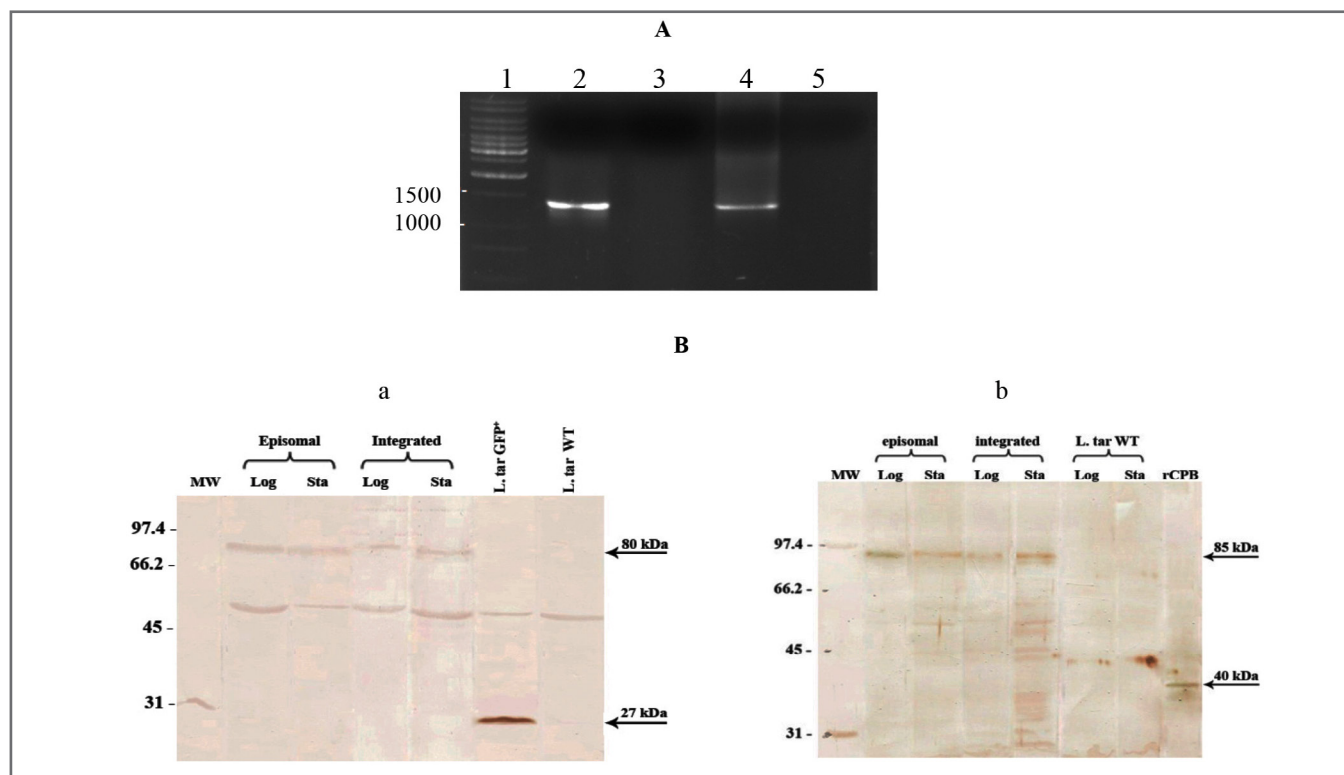 A
1 2 3 4 5
1500
1000
B
a
Episomal Integrated L. tar GFP+ L. tar WT
MW Log Sta Log Sta
97.4 -
80 kDa
66.2 -
45 -
31 -
27 kDa
b
episomal integrated L. tar WT
MW Log Sta Log Sta Log Sta rCPB
97.4 -
85 kDa
66.2 -
45 -
40 kDa
31 -